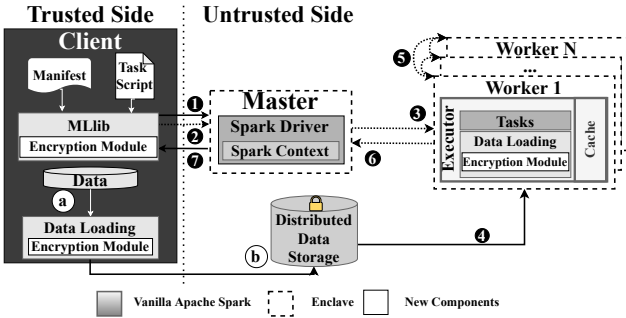 Trusted Side
Untrusted Side
Client
Manifest
Task
Script
MLlib
Encryption Module
Data
a
Data Loading
Encryption Module
1
2
7
Master
Spark Driver
Spark Context
b
Distributed
Data
Storage
3
6
4
5
Worker N
...
Worker 1
Executor
Tasks
Data Loading
Encryption Module
Cache
Vanilla Apache Spark
Enclave
New Components